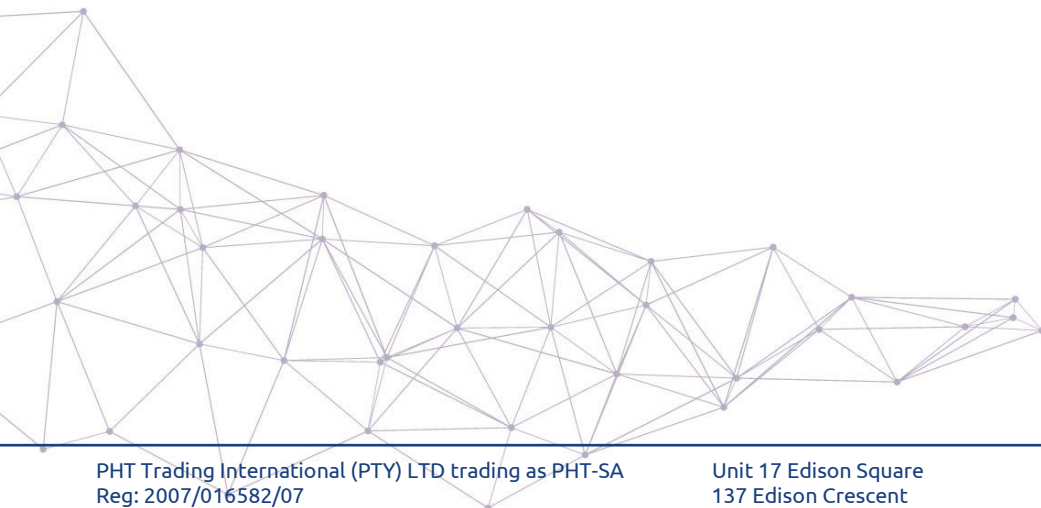 PHT Trading International (PTY) LTD trading as PHT-SA
Reg: 2007/016582/07
Unit 17 Edison Square
137 Edison Crescent